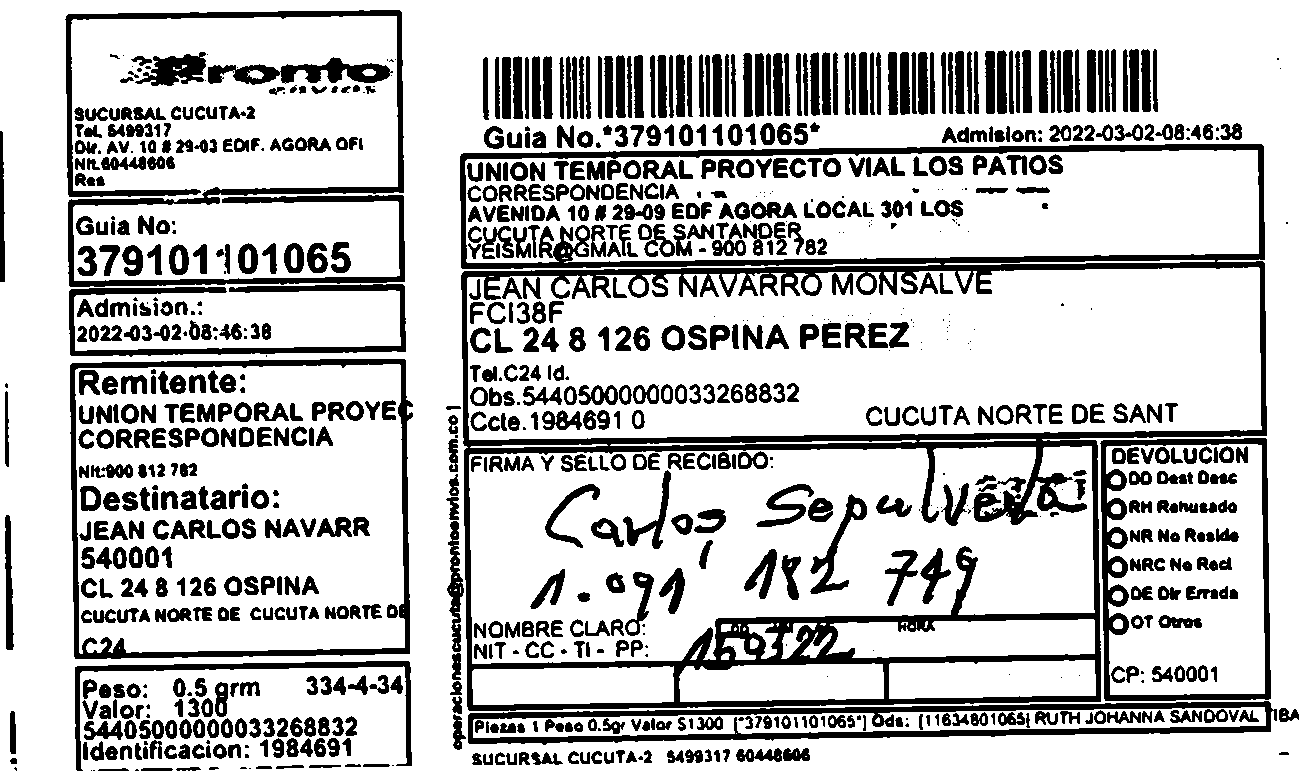 Pronto
envios
SUCURSAL CUCUTA-2
Tel. 5499317
Dir. AV. 10 # 29-03 EDIF. AGORA OFI
Nit.60448606
Res
Guia No:
379101101065
Admision.:
2022-03-02-08:46:38
Remitente:
UNION TEMPORAL PROYEC
CORRESPONDENCIA
Nit:900 812 782
Destinatario:
JEAN CARLOS NAVARR
540001
CL 24 8 126 OSPINA
CUCUTA NORTE DE CUCUTA NORTE DE
C24
Peso: 0.5 grm 334-4-34
Valor: 1300
54405000000033268832
Identificacion: 1984691
operacionescucuta@prontoenvios.com.co |
Guia No.*379101101065* Admision: 2022-03-02-08:46:38
UNION TEMPORAL PROYECTO VIAL LOS PATIOS
CORRESPONDENCIA
AVENIDA 10 # 29-09 EDF AGORA LOCAL 301 LOS
CUCUTA NORTE DE SANTANDER
YEISMIR@GMAIL COM - 900 812 782
JEAN CARLOS NAVARRO MONSALVE
FCI38F
CL 24 8 126 OSPINA PEREZ
Tel.C24 Id.
Obs.54405000000033268832
Ccte.1984691 0 CUCUTA NORTE DE SANT
FIRMA Y SELLO DE RECIBIDO:
Carlos Sepulveda
1.091'182 749
NOMBRE CLARO:
HORA
NIT - CC - TI - PP:
DEVOLUCION
DD Dest Desc
RH Rehusado
NR No Reside
NRC No Recl
DE Dir Errada
OT Otros
CP: 540001
Piezas 1 Peso 0.5gr Valor $1300 [*379101101065*] Ods: [11634801065] RUTH JOHANNA SANDOVAL TIBA
SUCURSAL CUCUTA-2 5499317 60448606